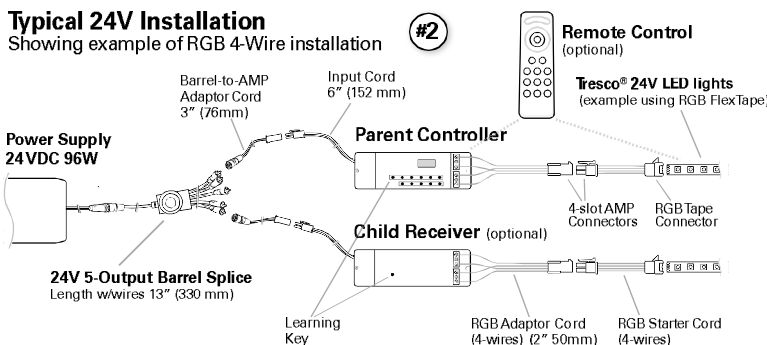 Typical 24V Installation
Showing example of RGB 4-Wire installation
#2
Remote Control
(optional)
Barrel-to-AMP
Adaptor Cord
3" (76mm)
Input Cord
6" (152 mm)
Tresco® 24V LED lights
(example using RGB FlexTape)
Power Supply
24VDC 96W
Parent Controller
4-slot AMP
Connectors
RGB Tape
Connector
Child Receiver (optional)
24V 5-Output Barrel Splice
Length w/wires 13" (330 mm)
Learning
Key
RGB Adaptor Cord
(4-wires) (2" 50mm)
RGB Starter Cord
(4-wires)